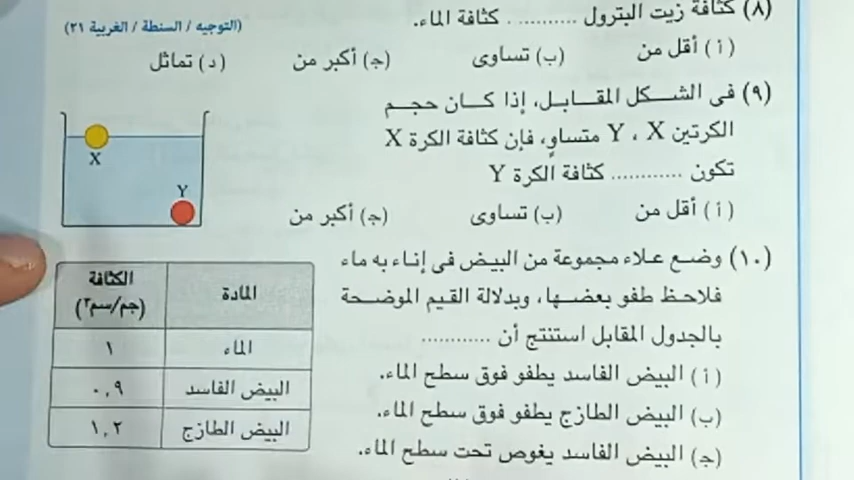 (٨) كثافة زيت البترول ............ كثافة الماء.
(التوجيه / السنطة / الغربية ٢١)
(أ) أقل من (ب) تساوى (ج) أكبر من (د) تماثل
(٩) فى الشكل المقابل، إذا كان حجم
الكرتين X ، Y متساوٍ، فإن كثافة الكرة X
تكون ............ كثافة الكرة Y
(أ) أقل من (ب) تساوى (ج) أكبر من
X
Y
(١٠) وضع علاء مجموعة من البيض فى إناء به ماء
فلاحظ طفو بعضها، وبدلالة القيم الموضحة
بالجدول المقابل استنتج أن ............
(أ) البيض الفاسد يطفو فوق سطح الماء.
(ب) البيض الطازج يطفو فوق سطح الماء.
(ج) البيض الفاسد يغوص تحت سطح الماء.
المادة الكثافة (جم/سم٣)
الماء ١
البيض الفاسد ٠,٩
البيض الطازج ١,٢